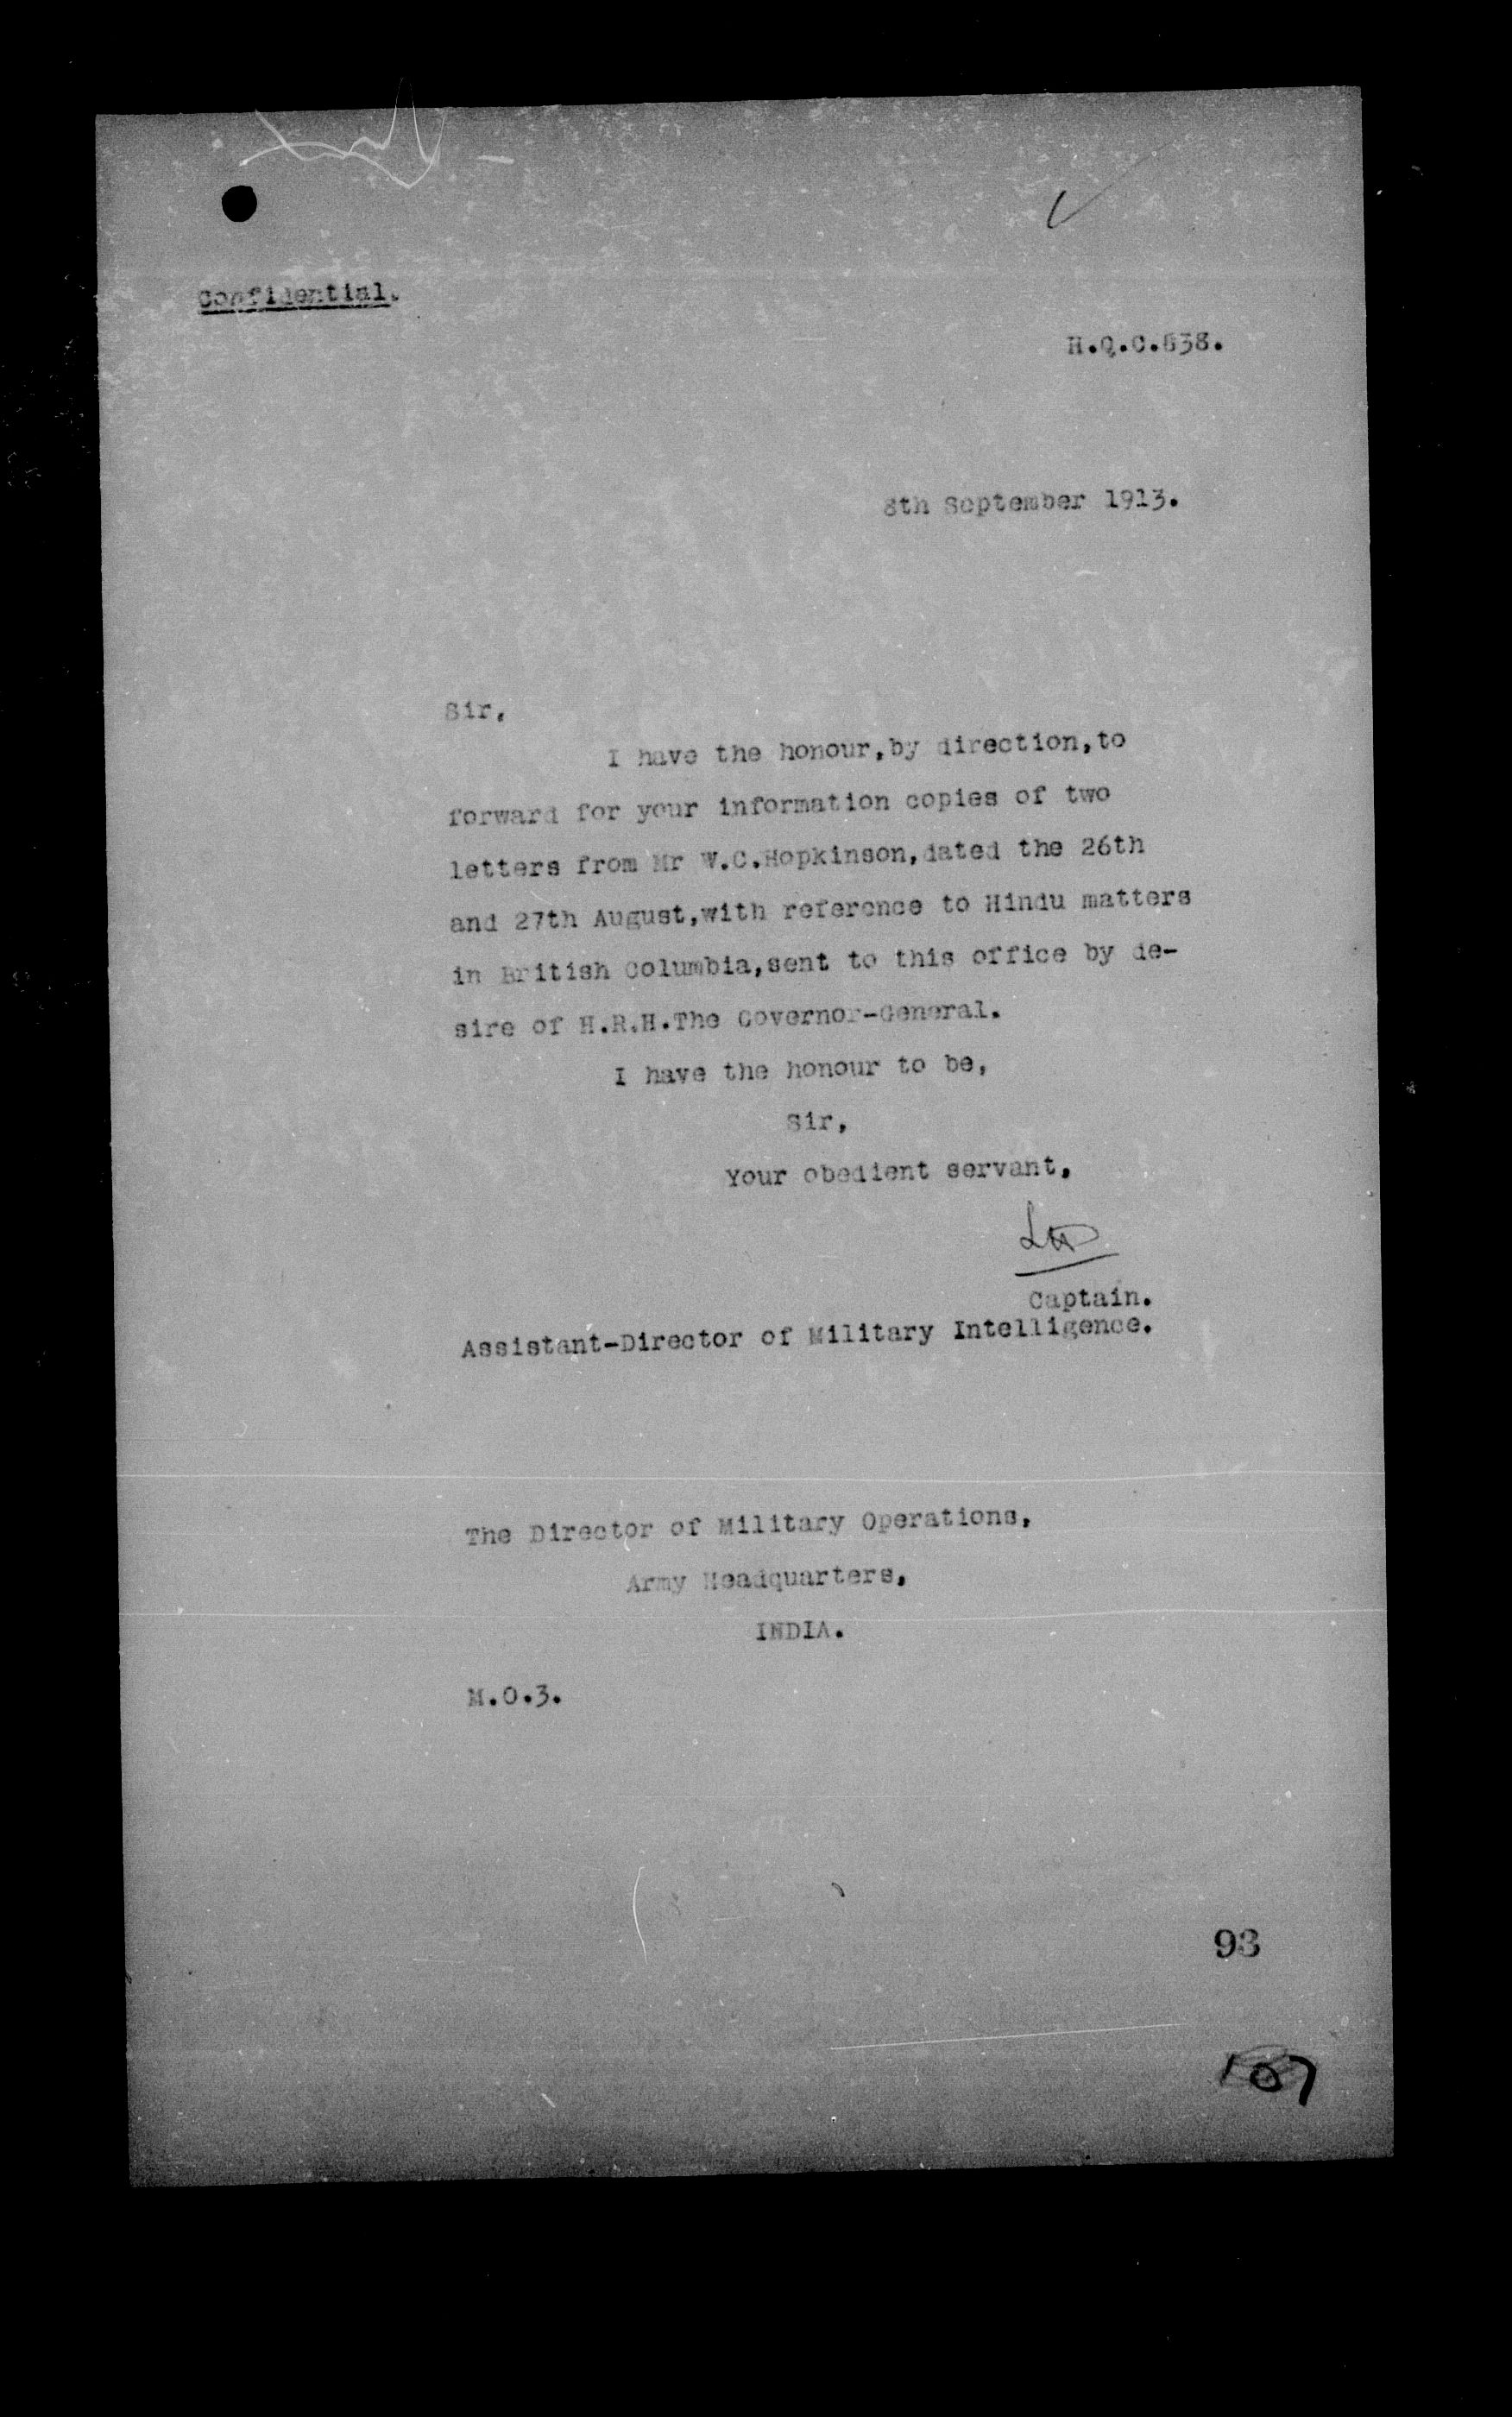 Confidential.
H.Q.C.838.
8th September 1913.
Sir,
I have the honour,by direction,to
forward for your information copies of two
letters from Mr W.C.Hopkinson,dated the 26th
and 27th August,with reference to Hindu matters
in British Columbia,sent to this office by de-
sire of H.R.H.The Governor-General.
I have the honour to be,
Sir,
Your obedient servant,
Captain.
Assistant-Director of Military Intelligence.
The Director of Military Operations,
Army Headquarters,
INDIA.
M.O.3.
93
107